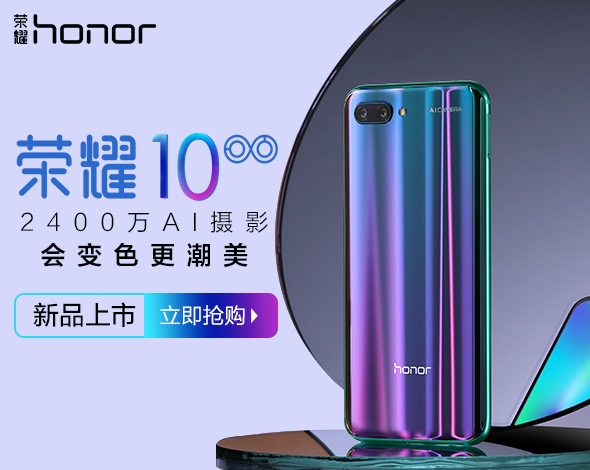 荣耀 honor
荣耀10
2400万AI摄影
会变色更潮美
新品上市 立即抢购
AI CAMERA
honor